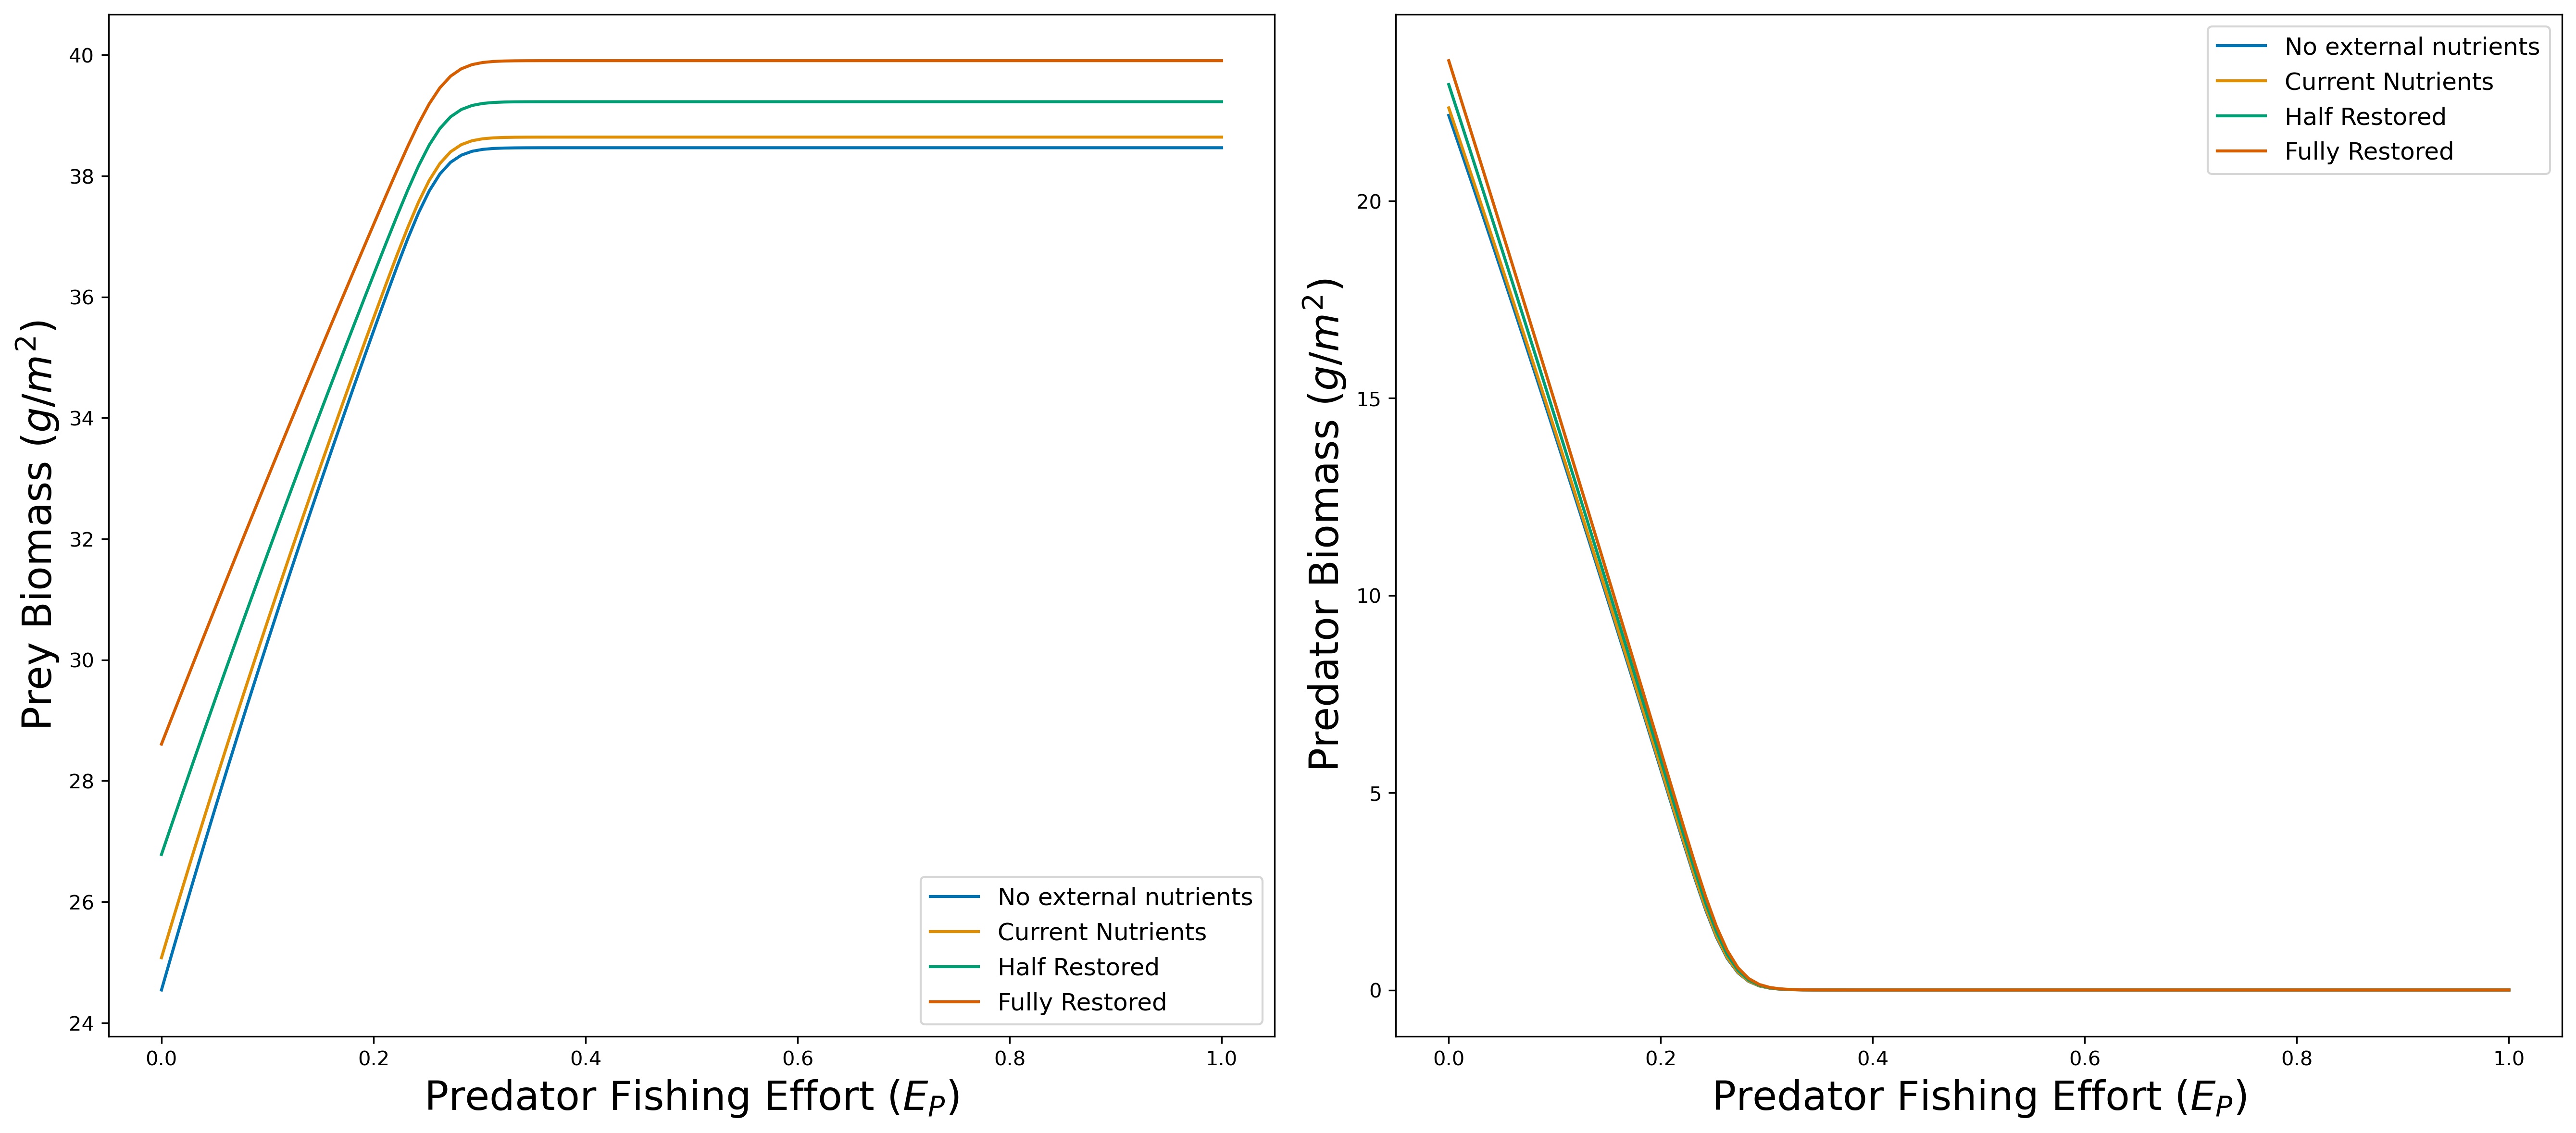 Prey Biomass (g/m²)
40
38
36
34
32
30
28
26
24
0.0 0.2 0.4 0.6 0.8 1.0
Predator Fishing Effort (E_P)
No external nutrients
Current Nutrients
Half Restored
Fully Restored
Predator Biomass (g/m²)
20
15
10
5
0
0.0 0.2 0.4 0.6 0.8 1.0
Predator Fishing Effort (E_P)
No external nutrients
Current Nutrients
Half Restored
Fully Restored